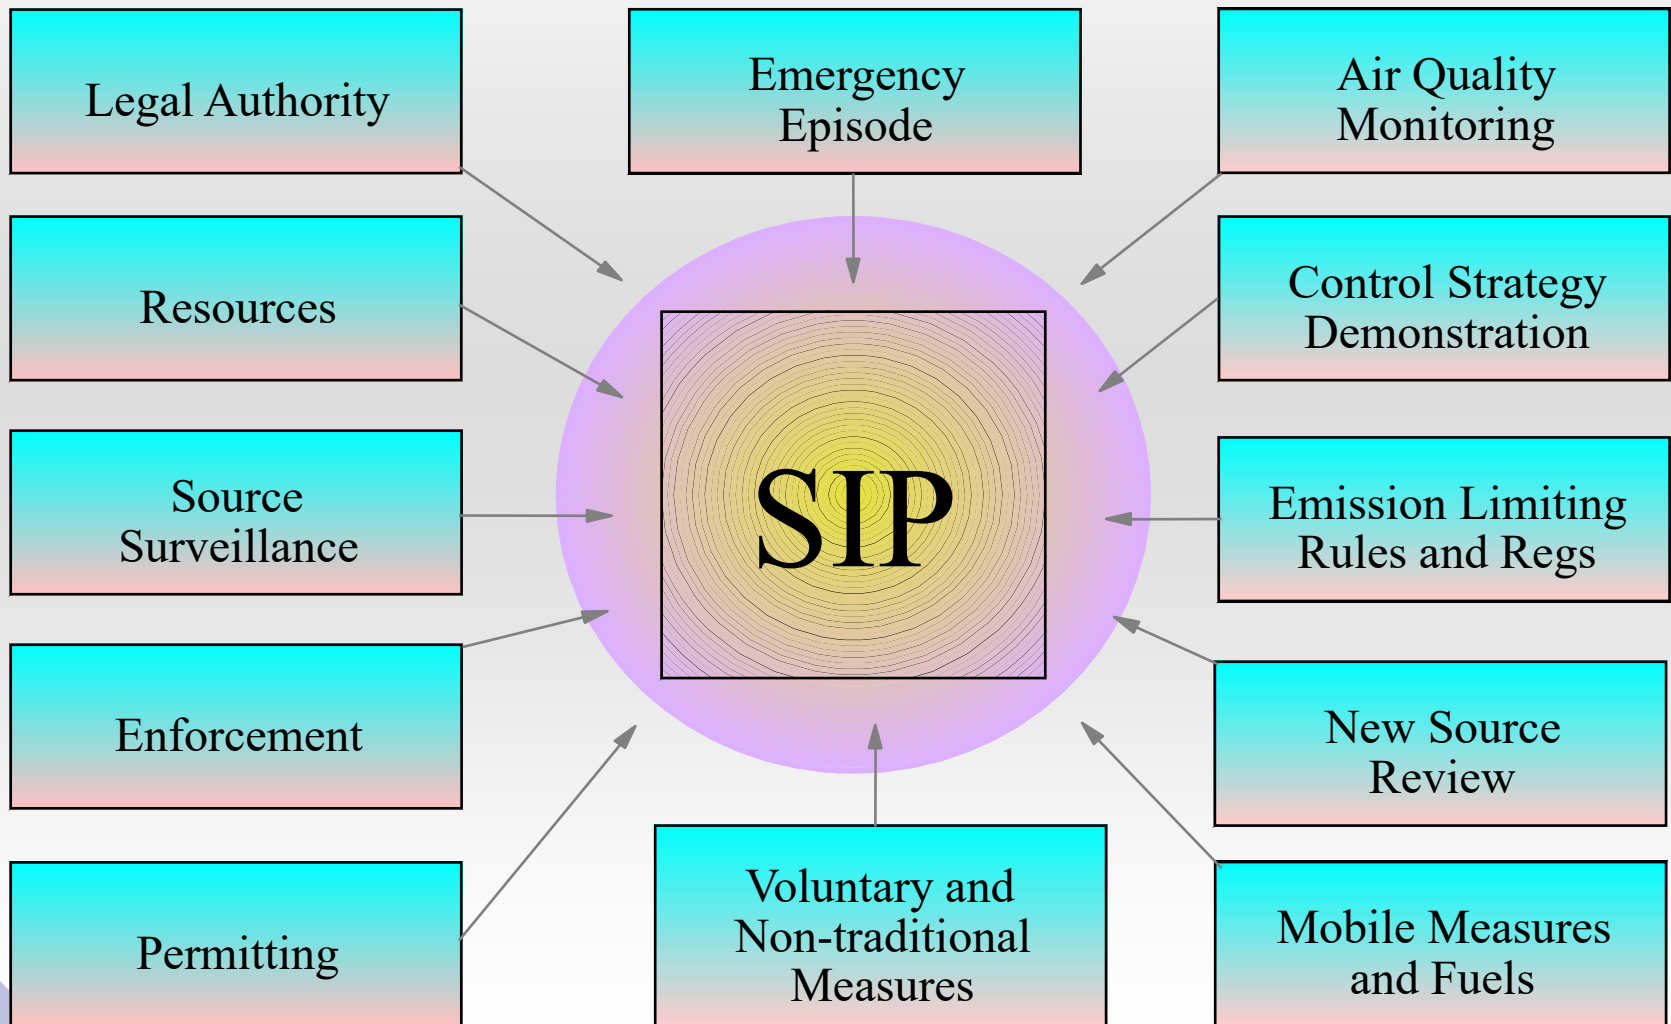 Legal Authority
Emergency
Episode
Air Quality
Monitoring
Resources
Control Strategy
Demonstration
Source
Surveillance
SIP
Emission Limiting
Rules and Regs
Enforcement
New Source
Review
Permitting
Voluntary and
Non-traditional
Measures
Mobile Measures
and Fuels